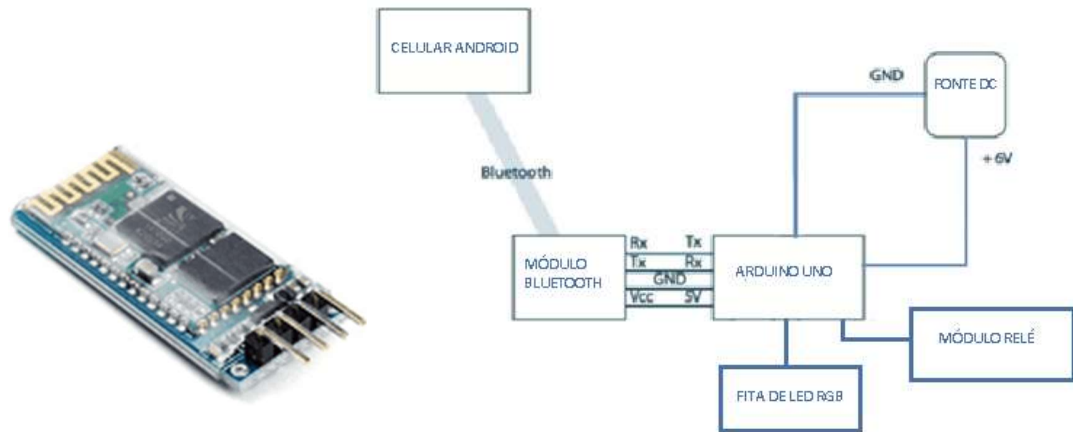 CELULAR ANDROID
GND
FONTE DC
+6V
Bluetooth
Rx Tx
Tx Rx
GND
Vcc 5V
MÓDULO
BLUETOOTH
ARDUINO UNO
MÓDULO RELÉ
FITA DE LED RGB